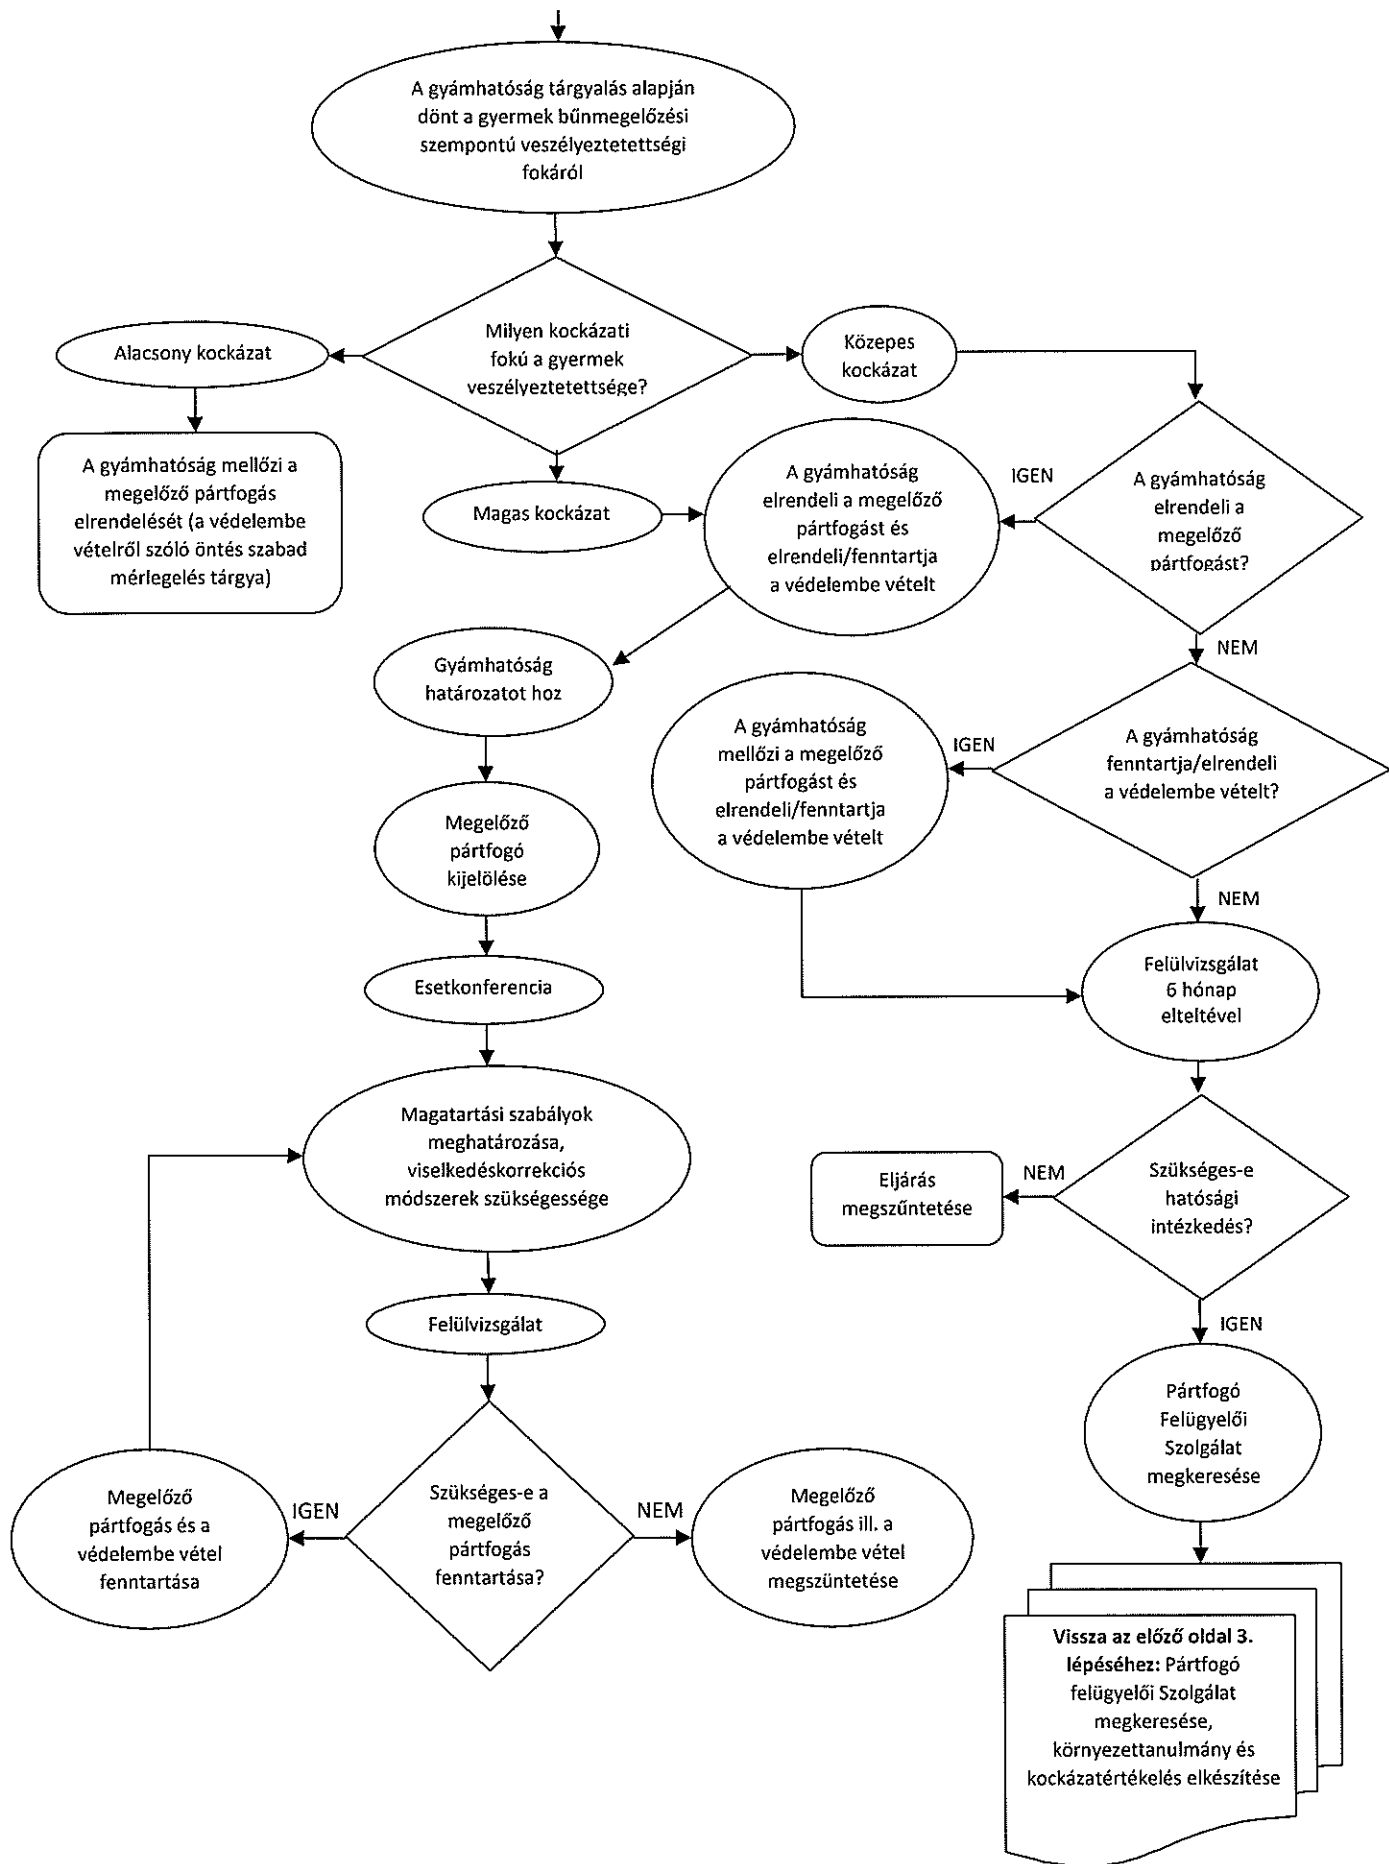 A gyámhatóság tárgyalás alapján
dönt a gyermek bűnmegelőzési
szempontú veszélyeztetettségi
fokáról
Milyen kockázati
fokú a gyermek
veszélyeztetettsége?
Alacsony kockázat
Közepes
kockázat
A gyámhatóság mellőzi a
megelőző pártfogás
elrendelését (a védelembe
vételről szóló öntés szabad
mérlegelés tárgya)
Magas kockázat
A gyámhatóság
elrendeli a megelőző
pártfogást és
elrendeli/fenntartja
a védelembe vételt
IGEN
A gyámhatóság
elrendeli a
megelőző
pártfogást?
NEM
Gyámhatóság
határozatot hoz
A gyámhatóság
mellőzi a megelőző
pártfogást és
elrendeli/fenntartja
a védelembe vételt
IGEN
A gyámhatóság
fenntartja/elrendeli
a védelembe vételt?
NEM
Megelőző
pártfogó
kijelölése
Esetkonferencia
Felülvizsgálat
6 hónap
elteltével
Magatartási szabályok
meghatározása,
viselkedéskorrekciós
módszerek szükségessége
Eljárás
megszűntetése
NEM
Szükséges-e
hatósági
intézkedés?
IGEN
Felülvizsgálat
Pártfogó
Felügyelői
Szolgálat
megkeresése
Megelőző
pártfogás és a
védelembe vétel
fenntartása
IGEN
Szükséges-e a
megelőző
pártfogás
fenntartása?
NEM
Megelőző
pártfogás ill. a
védelembe vétel
megszüntetése
Vissza az előző oldal 3.
lépéséhez: Pártfogó
felügyelői Szolgálat
megkeresése,
környezettanulmány és
kockázatértékelés elkészítése